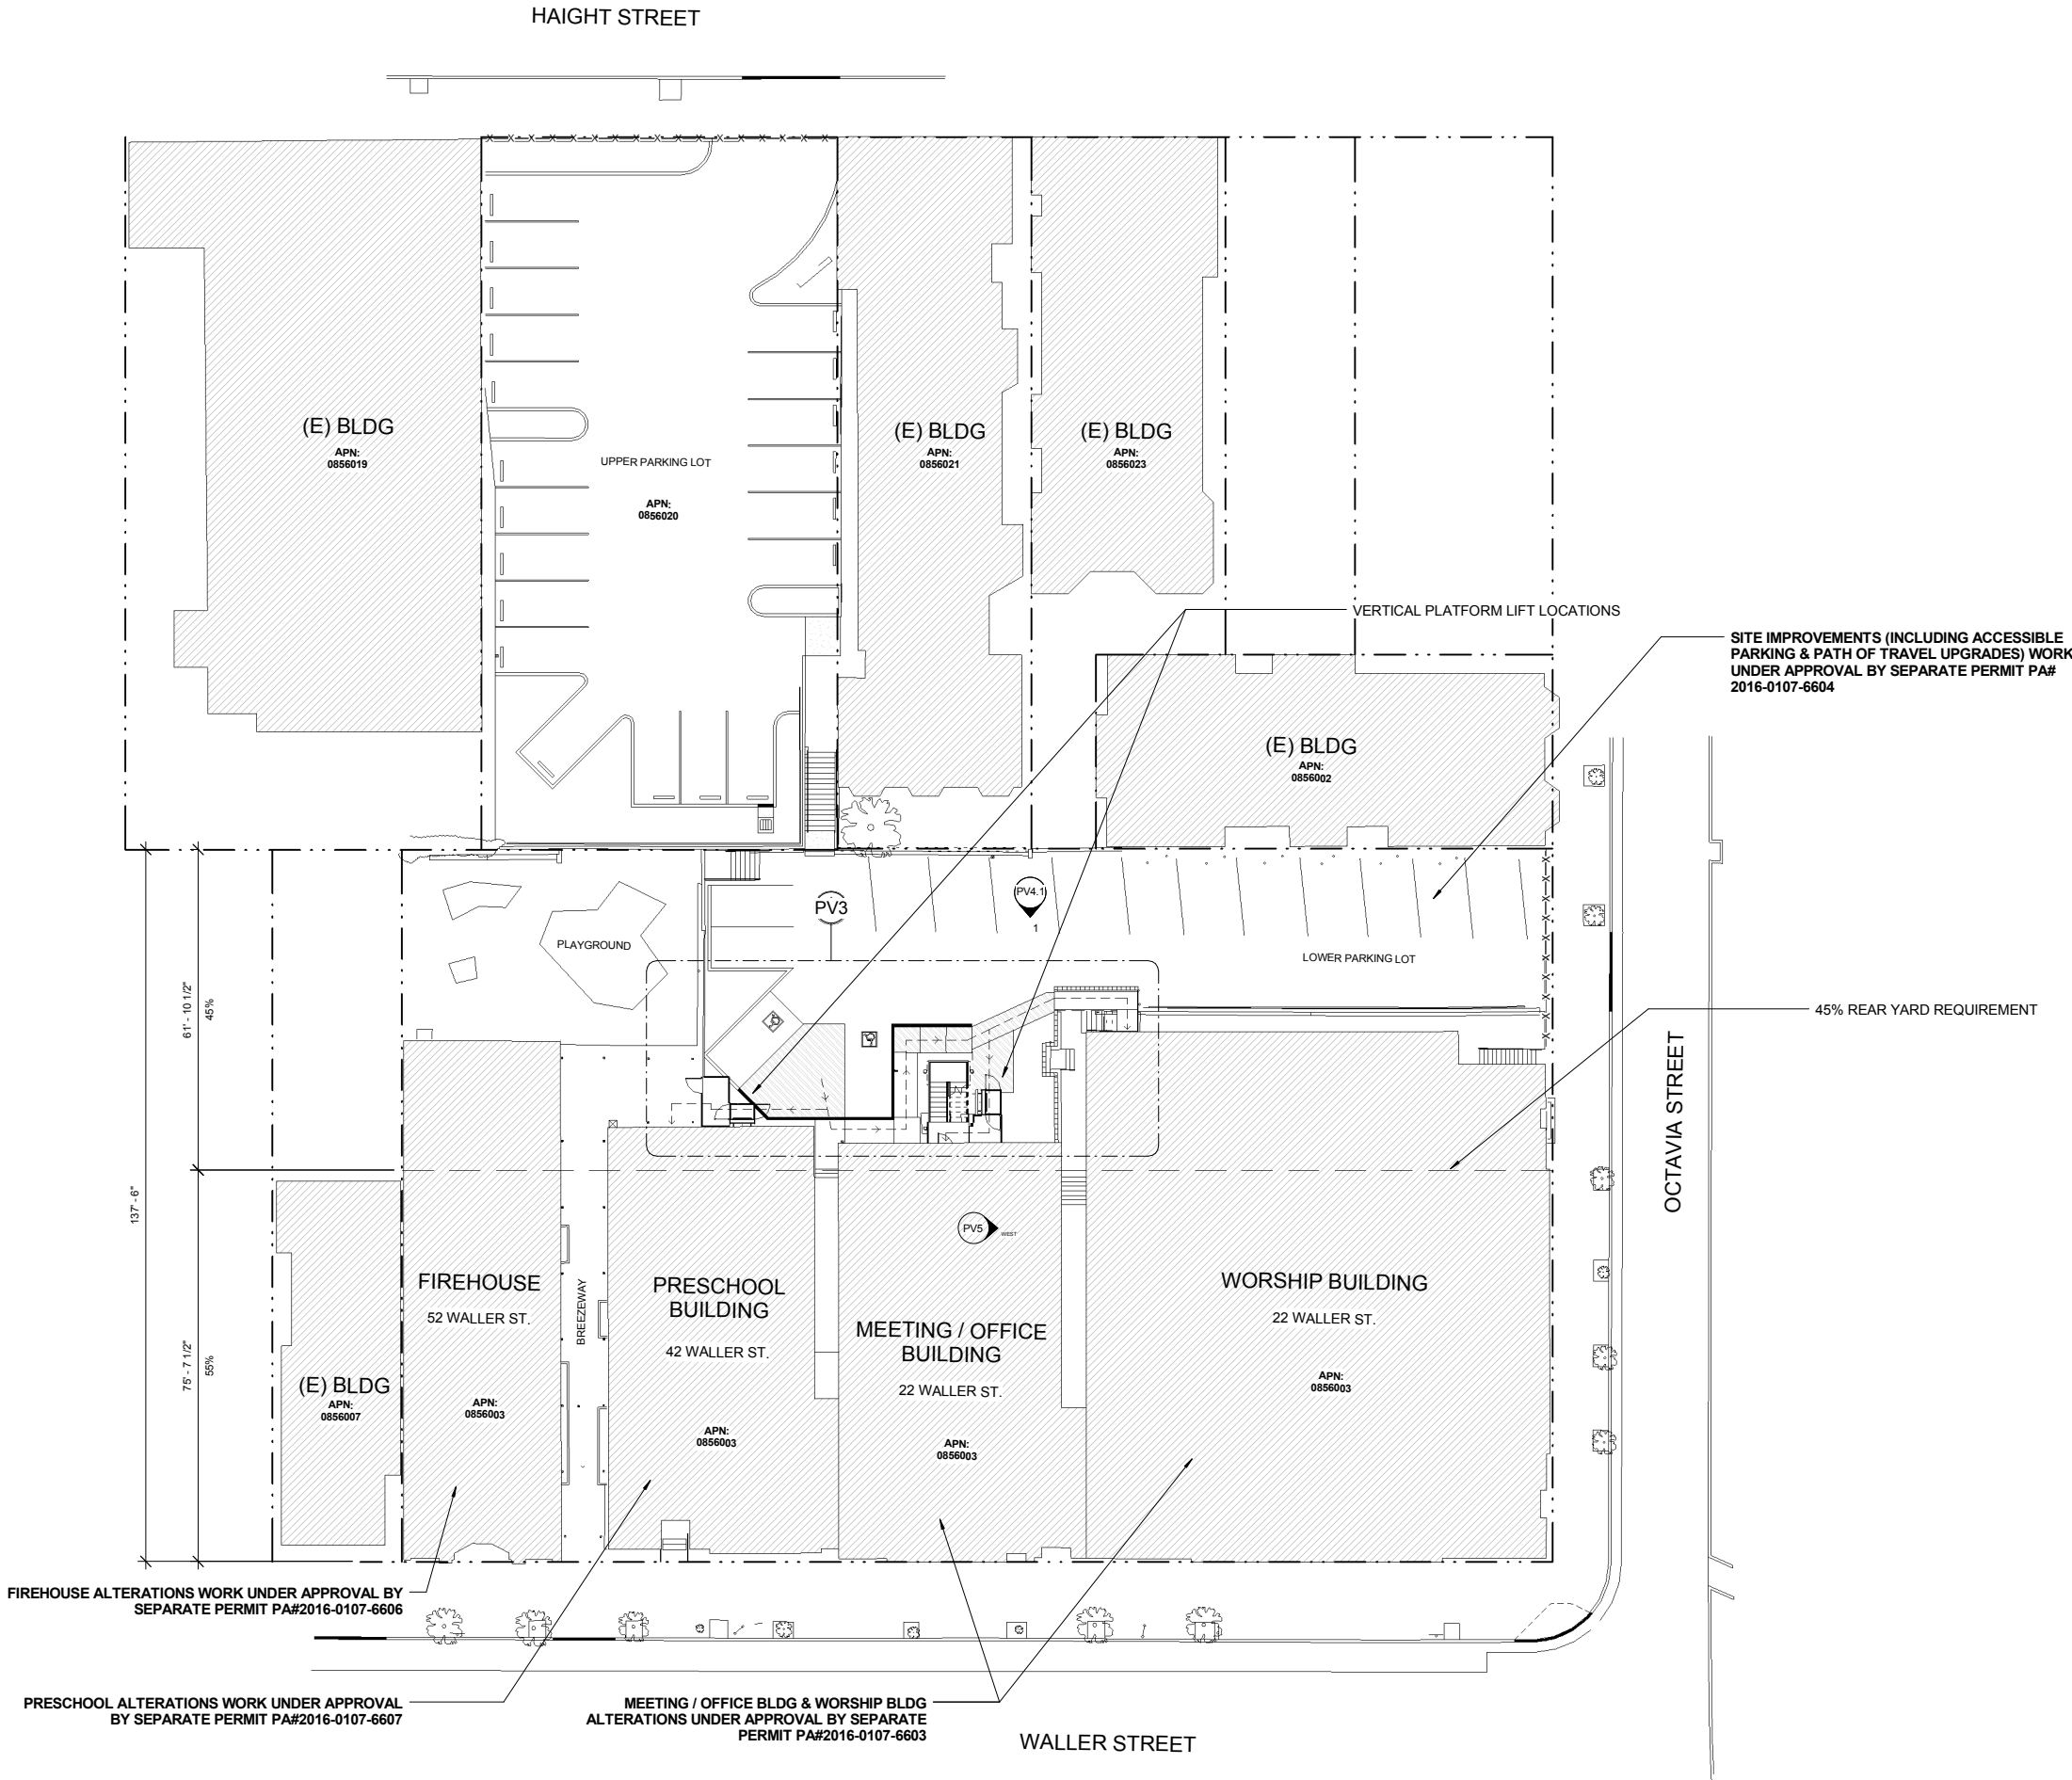 HAIGHT STREET
(E) BLDG
APN:
0856019
UPPER PARKING LOT
APN:
0856020
(E) BLDG
APN:
0856021
(E) BLDG
APN:
0856023
VERTICAL PLATFORM LIFT LOCATIONS
SITE IMPROVEMENTS (INCLUDING ACCESSIBLE
PARKING & PATH OF TRAVEL UPGRADES) WORK
UNDER APPROVAL BY SEPARATE PERMIT PA#
2016-0107-6604
(E) BLDG
APN:
0856002
PV3
PV4.1
1
PLAYGROUND
LOWER PARKING LOT
45% REAR YARD REQUIREMENT
OCTAVIA STREET
137' - 6"
61' - 10 1/2"
45%
75' - 7 1/2"
55%
PV5
WEST
FIREHOUSE
52 WALLER ST.
APN:
0856003
BREEZEWAY
PRESCHOOL
BUILDING
42 WALLER ST.
APN:
0856003
MEETING / OFFICE
BUILDING
22 WALLER ST.
APN:
0856003
WORSHIP BUILDING
22 WALLER ST.
APN:
0856003
(E) BLDG
APN:
0856007
FIREHOUSE ALTERATIONS WORK UNDER APPROVAL BY
SEPARATE PERMIT PA#2016-0107-6606
PRESCHOOL ALTERATIONS WORK UNDER APPROVAL
BY SEPARATE PERMIT PA#2016-0107-6607
MEETING / OFFICE BLDG & WORSHIP BLDG
ALTERATIONS UNDER APPROVAL BY SEPARATE
PERMIT PA#2016-0107-6603
WALLER STREET